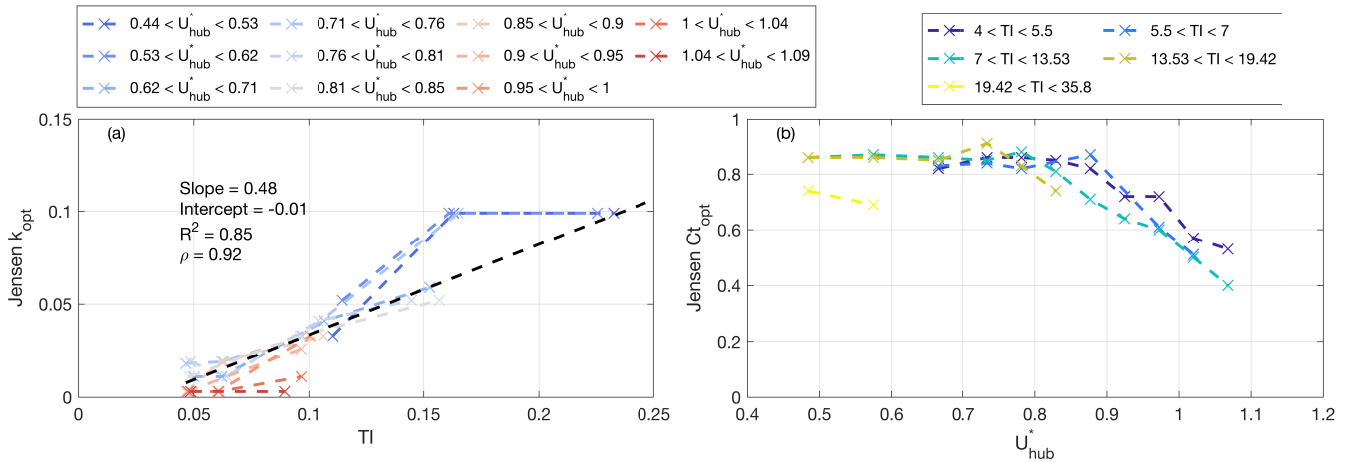 0.44 < U*hub < 0.53
0.71 < U*hub < 0.76
0.85 < U*hub < 0.9
1 < U*hub < 1.04
0.53 < U*hub < 0.62
0.76 < U*hub < 0.81
0.9 < U*hub < 0.95
1.04 < U*hub < 1.09
0.62 < U*hub < 0.71
0.81 < U*hub < 0.85
0.95 < U*hub < 1
4 < TI < 5.5
5.5 < TI < 7
7 < TI < 13.53
13.53 < TI < 19.42
19.42 < TI < 35.8
(a)
Slope = 0.48
Intercept = -0.01
R2 = 0.85
ρ = 0.92
Jensen kopt
0.15
0.1
0.05
0
0 0.05 0.1 0.15 0.2 0.25
TI
(b)
Jensen Ctopt
1
0.8
0.6
0.4
0.2
0
0.4 0.5 0.6 0.7 0.8 0.9 1 1.1 1.2
U*hub